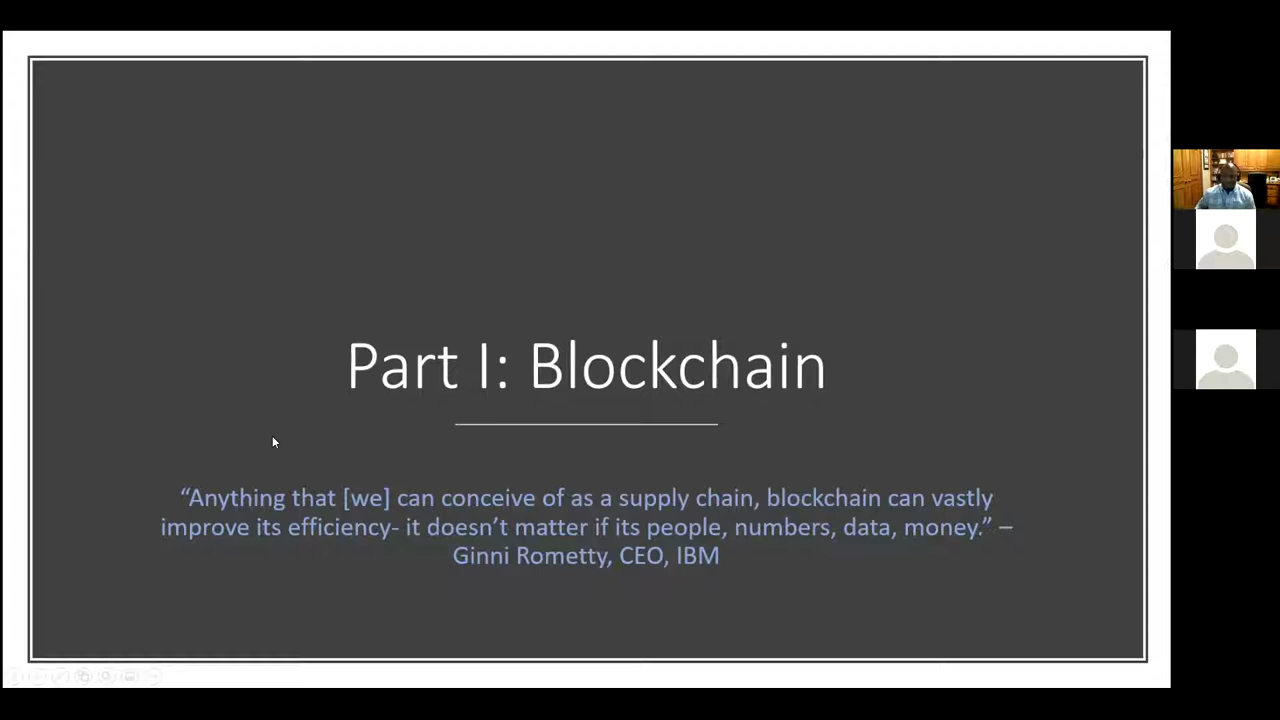 Part I: Blockchain
“Anything that [we] can conceive of as a supply chain, blockchain can vastly
improve its efficiency- it doesn’t matter if its people, numbers, data, money.” –
Ginni Rometty, CEO, IBM